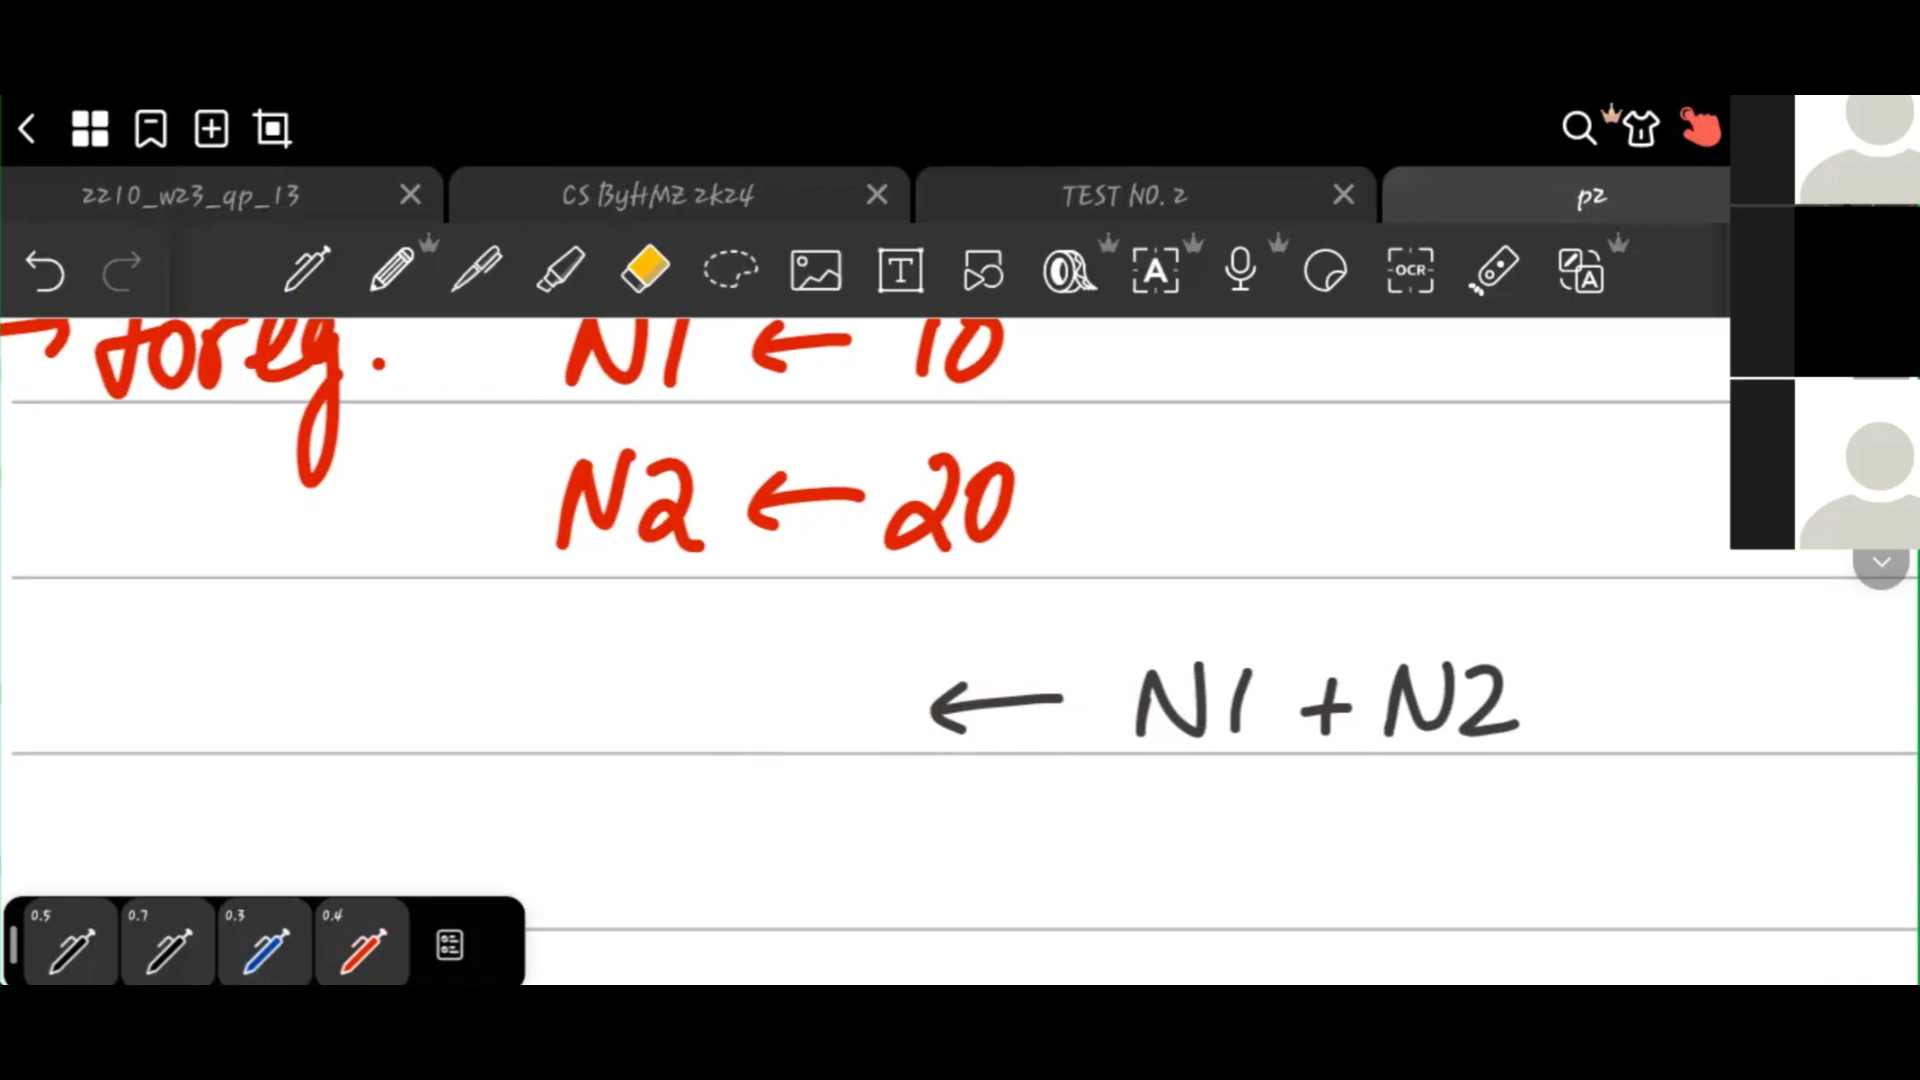 2210_w23_qp_13
CS ByHMZ 2k24
TEST NO. 2
p2
T
A
OCR
A
→ for eg. N1 ← 10
N2 ← 20
← N1 + N2
0.5 0.7 0.3 0.4